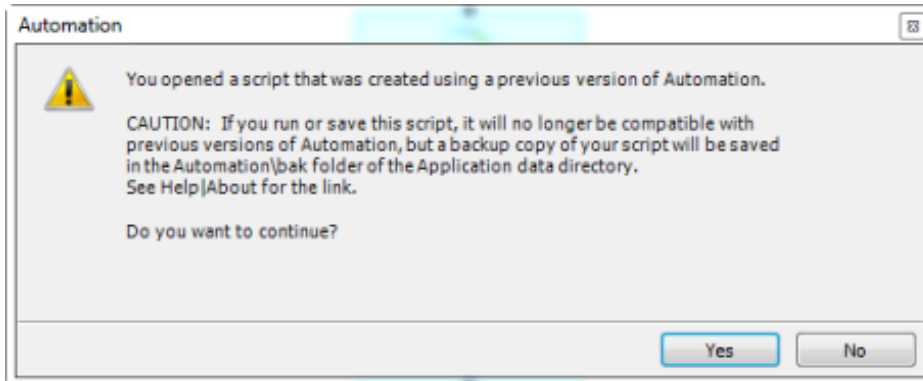 Automation
You opened a script that was created using a previous version of Automation.
CAUTION:  If you run or save this script, it will no longer be compatible with
previous versions of Automation, but a backup copy of your script will be saved
in the Automation\bak folder of the Application data directory.
See Help|About for the link.
Do you want to continue?
Yes
No